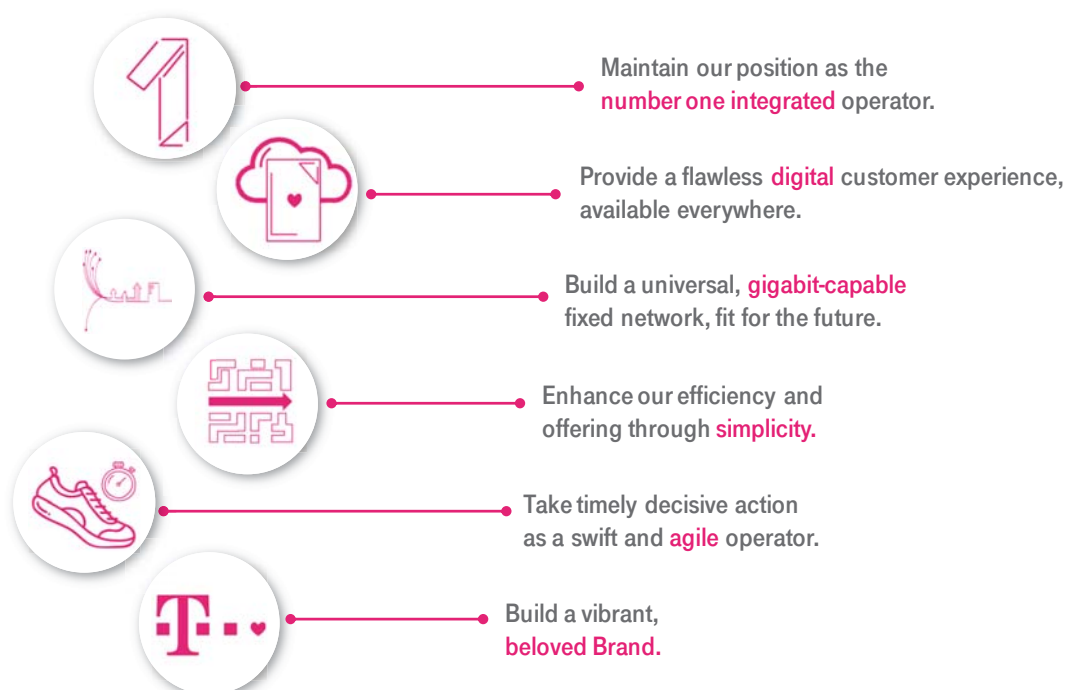 Maintain our position as the
number one integrated operator.
Provide a flawless digital customer experience,
available everywhere.
Build a universal, gigabit-capable
fixed network, fit for the future.
Enhance our efficiency and
offering through simplicity.
Take timely decisive action
as a swift and agile operator.
T
Build a vibrant,
beloved Brand.